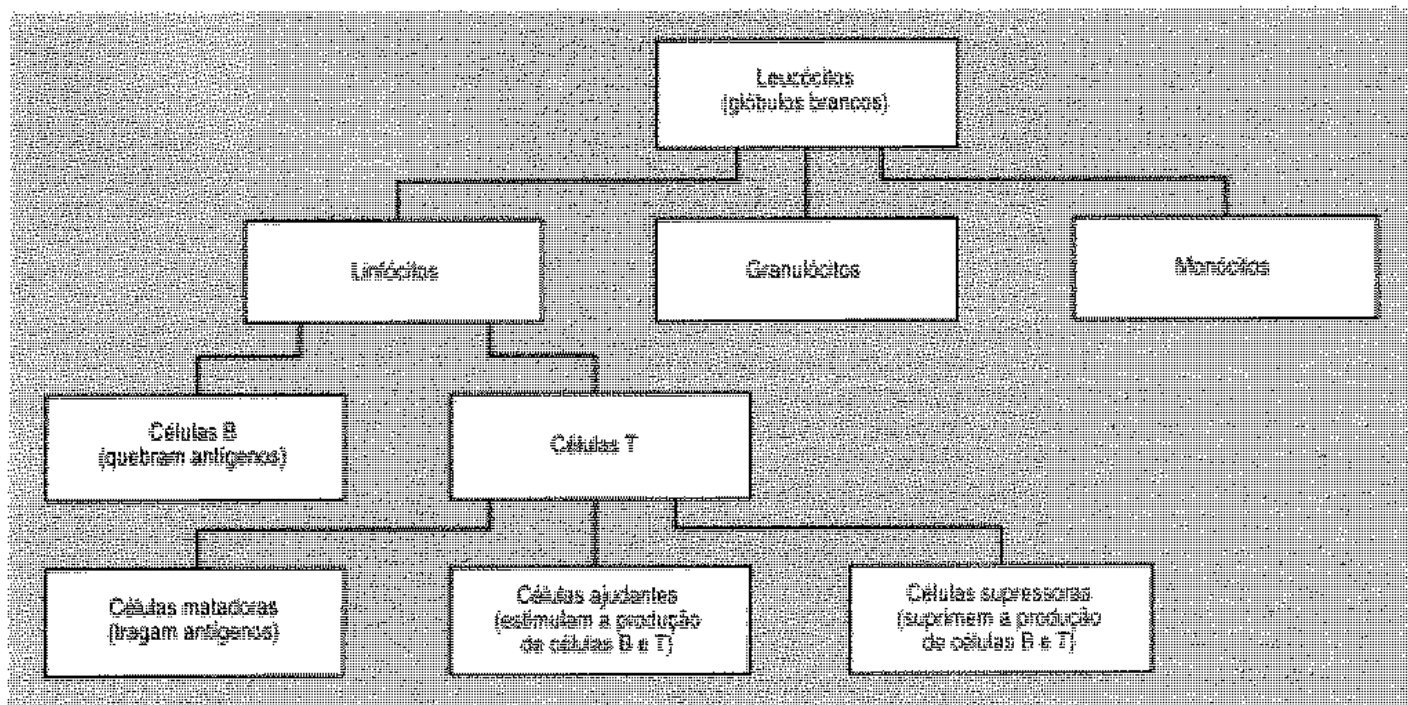 Leucócitos
(glóbulos brancos)
Linfócitos
Granulócitos
Monócitos
Células B
(quebram antígenos)
Células T
Células matadoras
(tragam antígenos)
Células ajudantes
(estimulam a produção
de células B e T)
Células supressoras
(suprimem a produção
de células B e T)